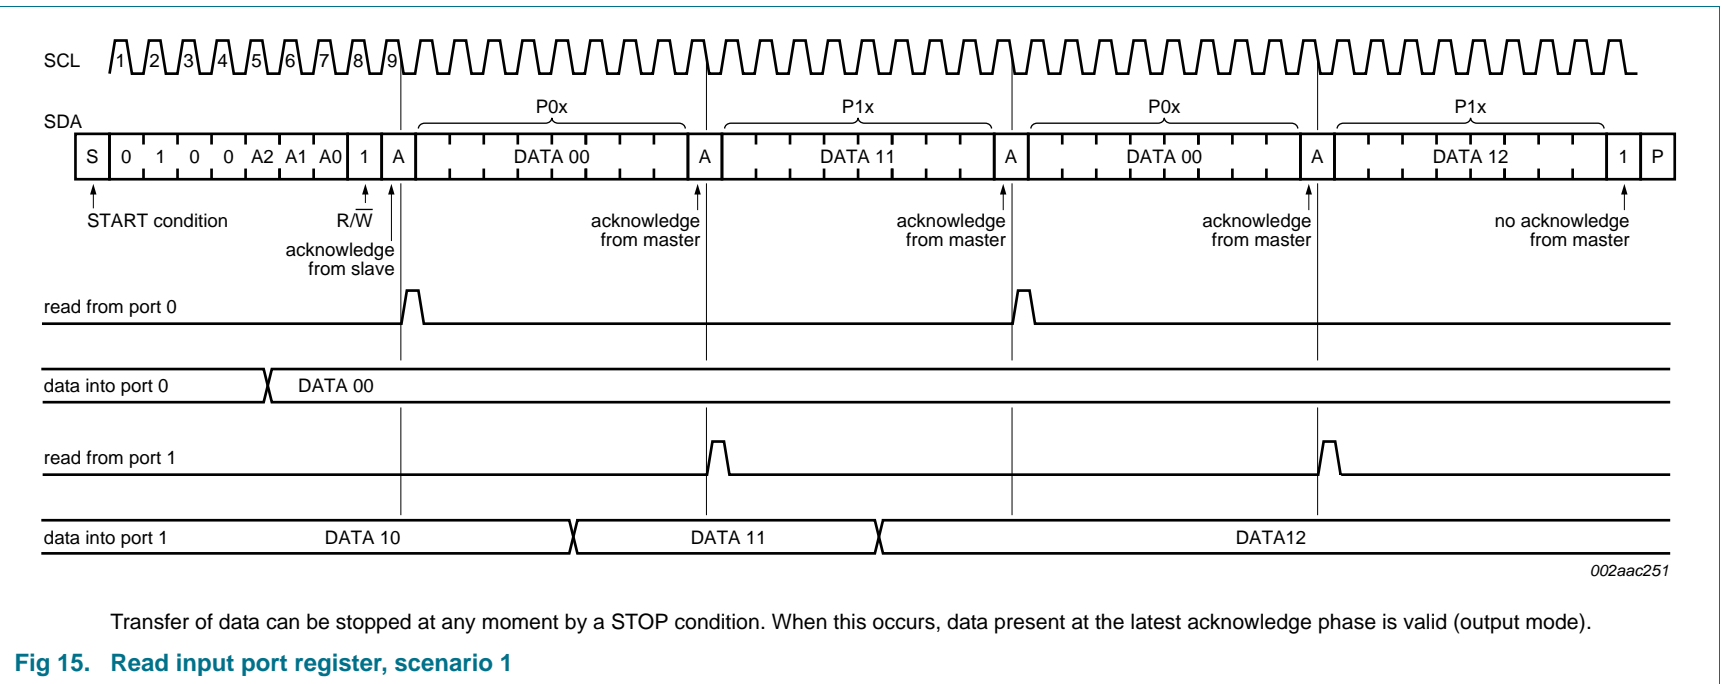 SCL 1 2 3 4 5 6 7 8 9
P0x P1x P0x P1x
SDA
S 0 1 0 0 A2 A1 A0 1 A DATA 00 A DATA 11 A DATA 00 A DATA 12 1 P
START condition R/W acknowledge acknowledge acknowledge no acknowledge
from master from master from master from master
acknowledge
from slave
read from port 0
data into port 0 DATA 00
read from port 1
data into port 1 DATA 10 DATA 11 DATA12
002aac251
Transfer of data can be stopped at any moment by a STOP condition. When this occurs, data present at the latest acknowledge phase is valid (output mode).
Fig 15. Read input port register, scenario 1